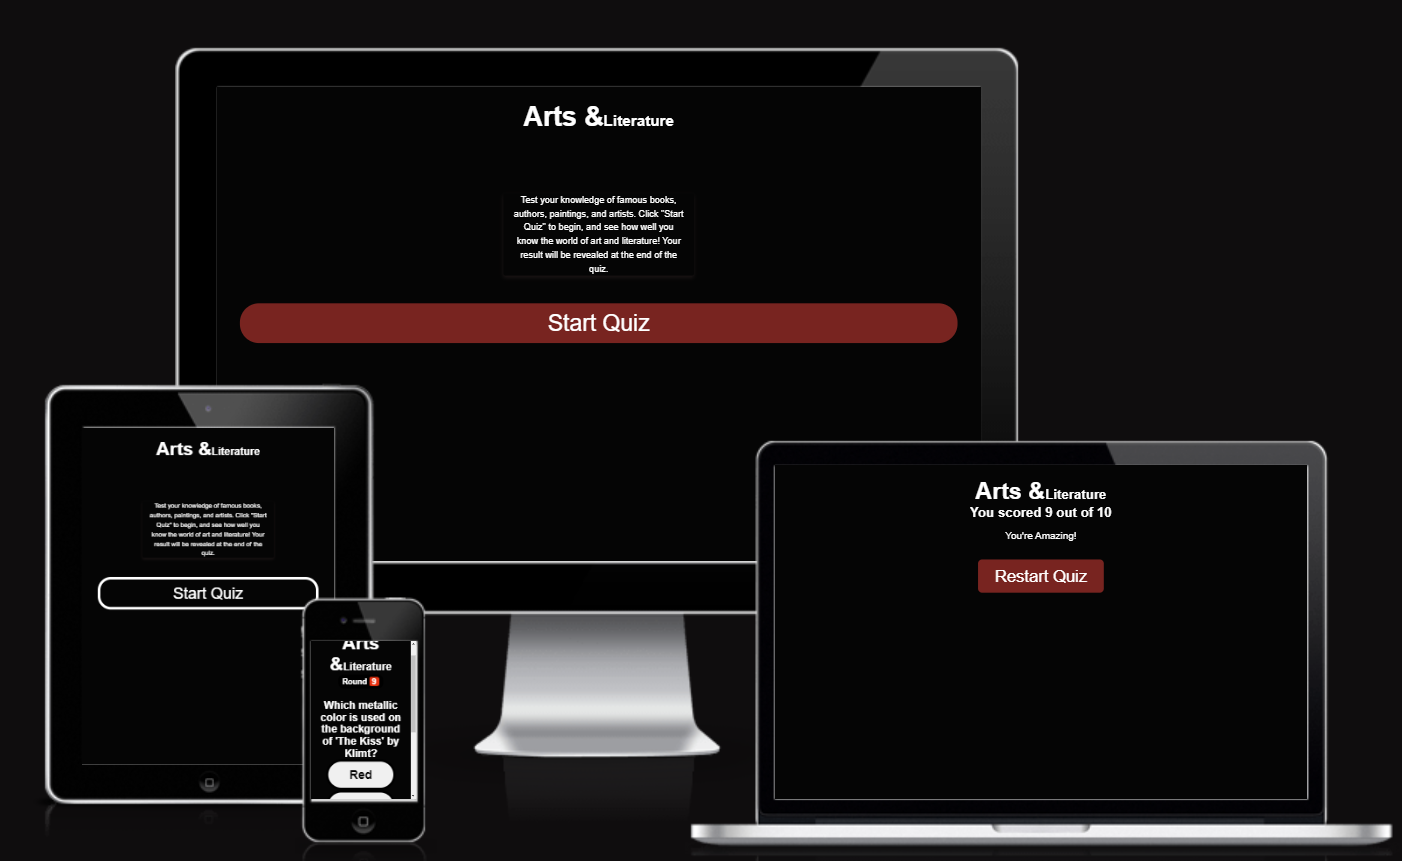 Arts &Literature
Test your knowledge of famous books,
authors, paintings, and artists. Click "Start
Quiz" to begin, and see how well you
know the world of art and literature! Your
result will be revealed at the end of the
quiz.
Start Quiz
Arts &Literature
Test your knowledge of famous books,
authors, paintings, and artists. Click "Start
Quiz" to begin, and see how well you
know the world of art and literature! Your
result will be revealed at the end of the
quiz.
Start Quiz
Arts
&Literature
Round 9
Which metallic
color is used on
the background
of 'The Kiss' by
Klimt?
Red
Arts &Literature
You scored 9 out of 10
You're Amazing!
Restart Quiz